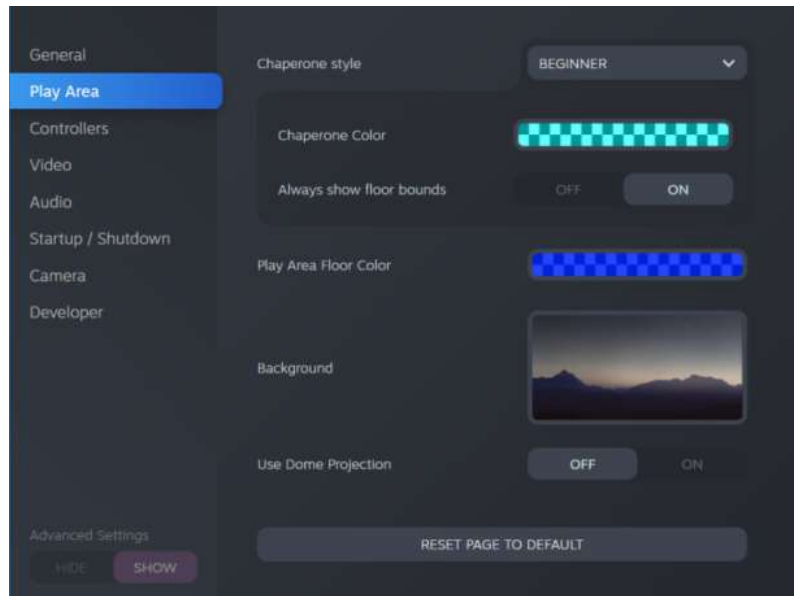 General
Play Area
Controllers
Video
Audio
Startup / Shutdown
Camera
Developer
Advanced Settings
HIDE SHOW
Chaperone style BEGINNER
Chaperone Color
Always show floor bounds OFF ON
Play Area Floor Color
Background
Use Dome Projection OFF ON
RESET PAGE TO DEFAULT